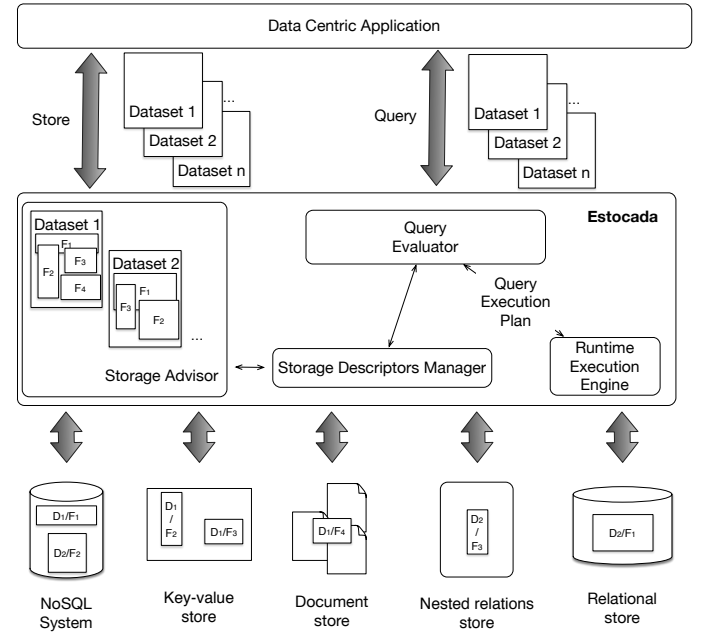 Data Centric Application
Store
Dataset 1
...
Dataset 2
Dataset n
Query
Dataset 1
...
Dataset 2
Dataset n
Estocada
Dataset 1
F1
F2
F3
F4
Dataset 2
F1
F3
F2
...
Storage Advisor
Query
Evaluator
Query
Execution
Plan
Storage Descriptors Manager
Runtime
Execution
Engine
D1/F1
D2/F2
NoSQL
System
D1
/
F2
D1/F3
Key-value
store
D1/F4
Document
store
D2
/
F3
Nested relations
store
D2/F1
Relational
store